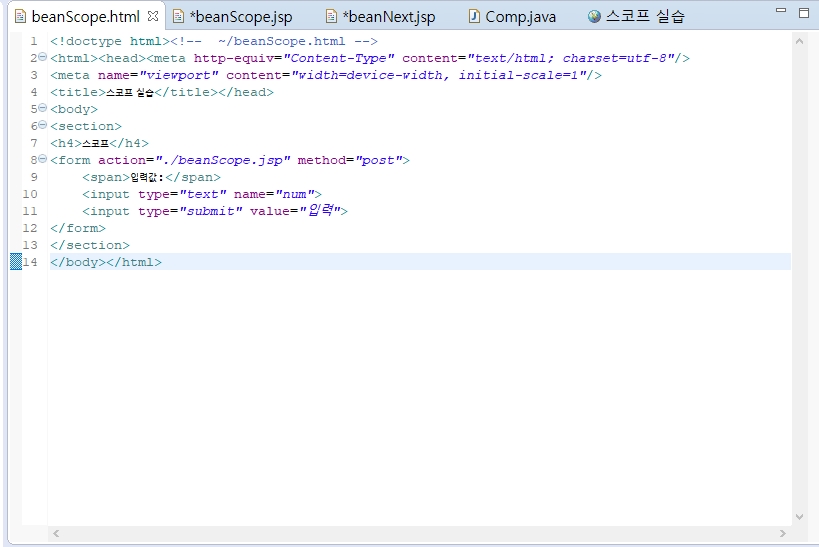 beanScope.html *beanScope.jsp *beanNext.jsp Comp.java 스코프 실습
1 <!doctype html><!--  ~/beanScope.html -->
2 <html><head><meta http-equiv="Content-Type" content="text/html; charset=utf-8"/>
3 <meta name="viewport" content="width=device-width, initial-scale=1"/>
4 <title>스코프 실습</title></head>
5 <body>
6 <section>
7 <h4>스코프</h4>
8 <form action="./beanScope.jsp" method="post">
9     <span>입력값:</span>
10     <input type="text" name="num">
11     <input type="submit" value="입력">
12 </form>
13 </section>
14 </body></html>